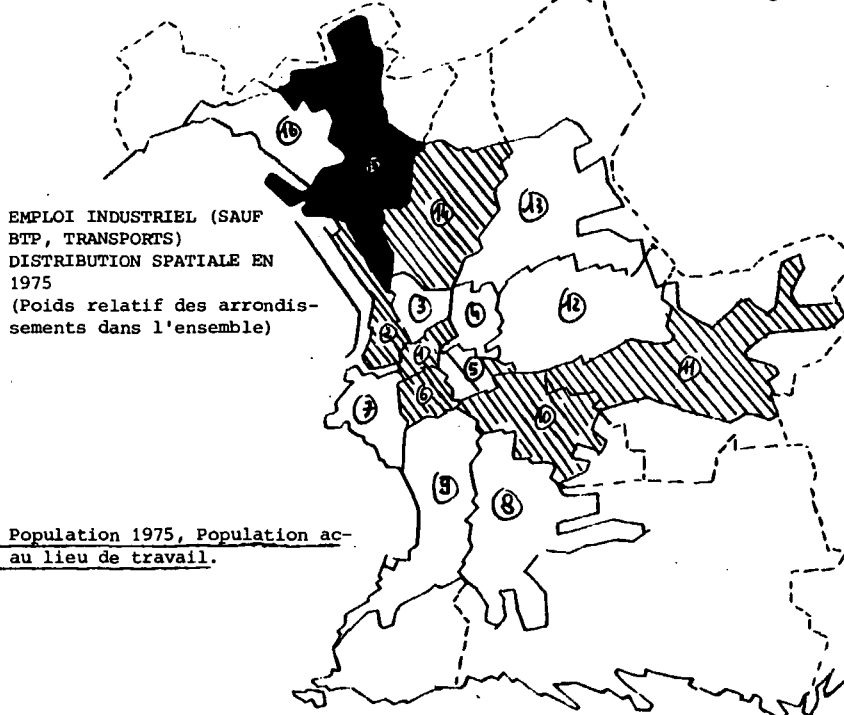 16
15
14
13
EMPLOI INDUSTRIEL (SAUF
BTP, TRANSPORTS)
DISTRIBUTION SPATIALE EN
1975
(Poids relatif des arrondis-
sements dans l'ensemble)
3
4
12
2
1
5
11
6
7
10
9
8
Population 1975, Population ac-
au lieu de travail.